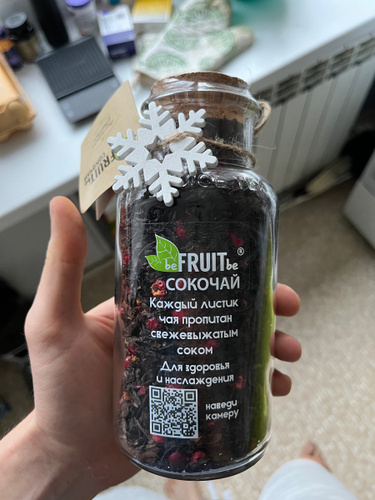 beFRUITbe®
СОКОЧАЙ
Каждый листик
чая пропитан
свежевыжатым
соком
Для здоровья
и наслаждения
наведи
камеру